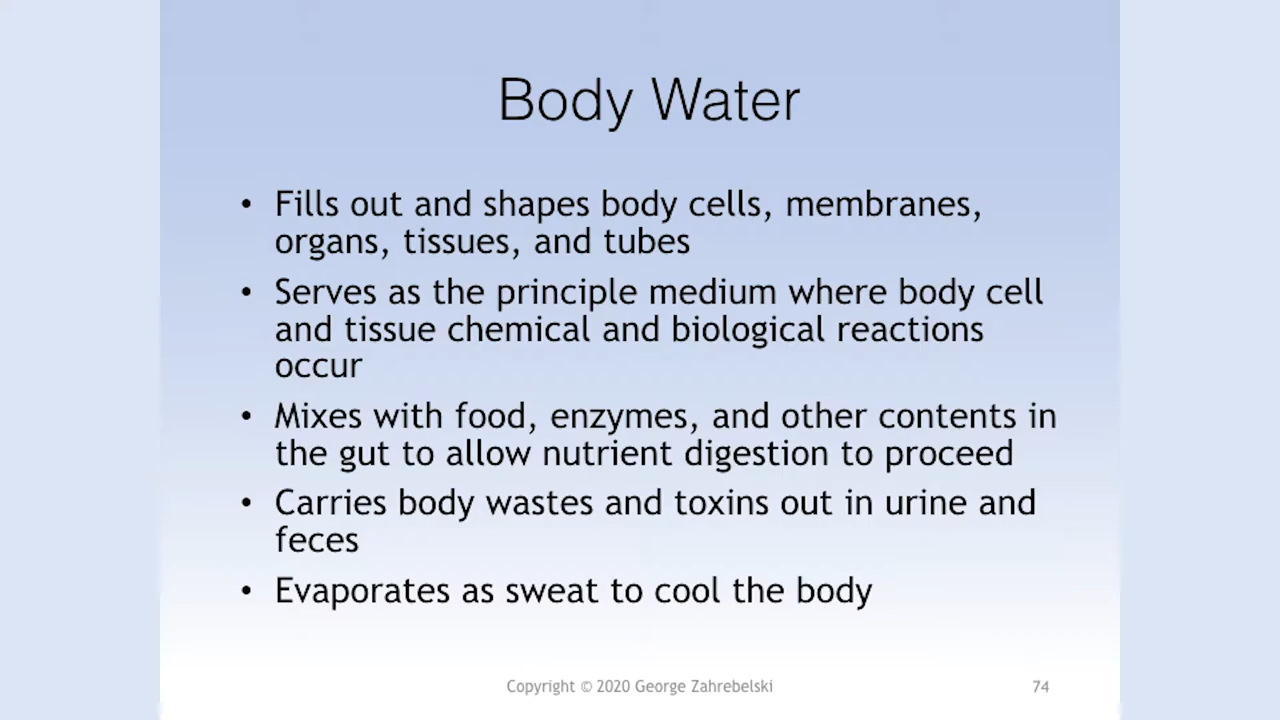 Body Water
• Fills out and shapes body cells, membranes,
organs, tissues, and tubes
• Serves as the principle medium where body cell
and tissue chemical and biological reactions
occur
• Mixes with food, enzymes, and other contents in
the gut to allow nutrient digestion to proceed
• Carries body wastes and toxins out in urine and
feces
• Evaporates as sweat to cool the body
Copyright © 2020 George Zahrebelski
74